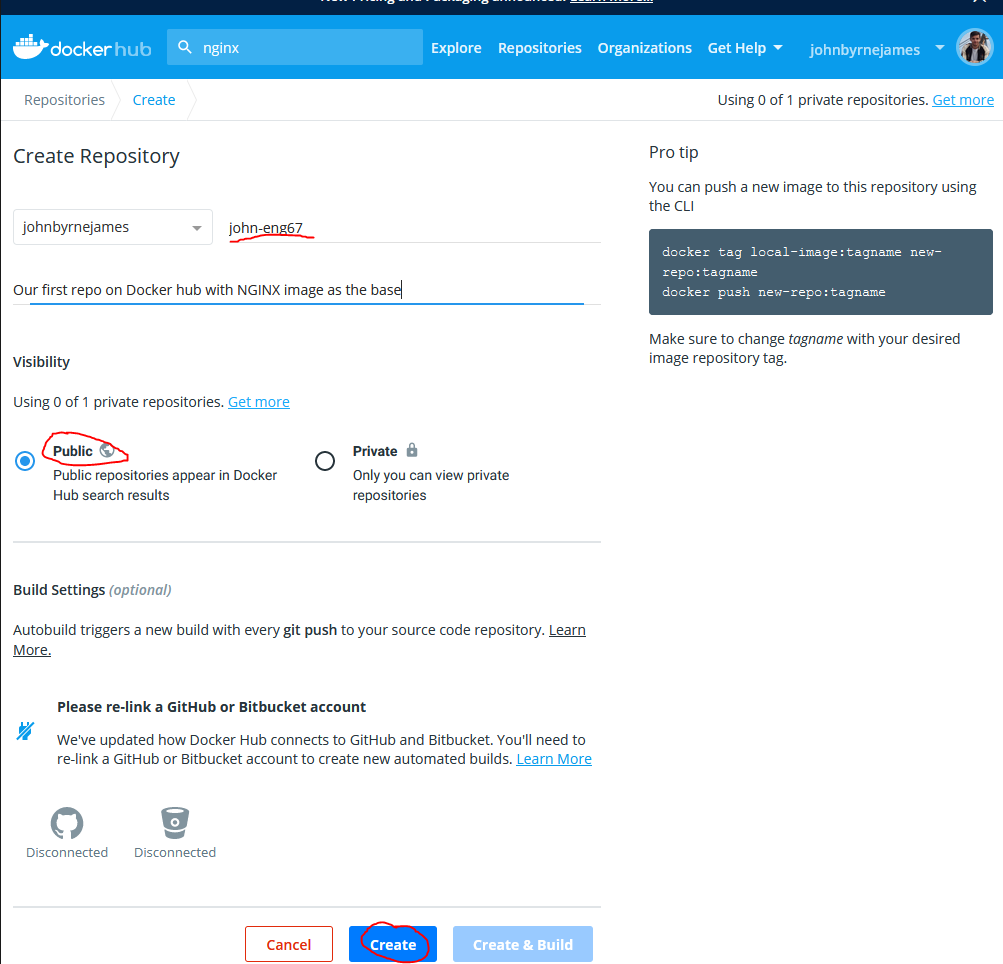 New Pricing and Packaging announced. Learn more...
docker hub nginx Explore Repositories Organizations Get Help johnbyrnejames
Repositories Create Using 0 of 1 private repositories. Get more
Create Repository
johnbyrnejames john-eng67
Our first repo on Docker hub with NGINX image as the base
Visibility
Using 0 of 1 private repositories. Get more
Public
Public repositories appear in Docker
Hub search results
Private
Only you can view private
repositories
Build Settings (optional)
Autobuild triggers a new build with every git push to your source code repository. Learn
More.
Please re-link a GitHub or Bitbucket account
We've updated how Docker Hub connects to GitHub and Bitbucket. You'll need to
re-link a GitHub or Bitbucket account to create new automated builds. Learn More
Disconnected Disconnected
Cancel Create Create & Build
Pro tip
You can push a new image to this repository using
the CLI
docker tag local-image:tagname new-
repo:tagname
docker push new-repo:tagname
Make sure to change tagname with your desired
image repository tag.